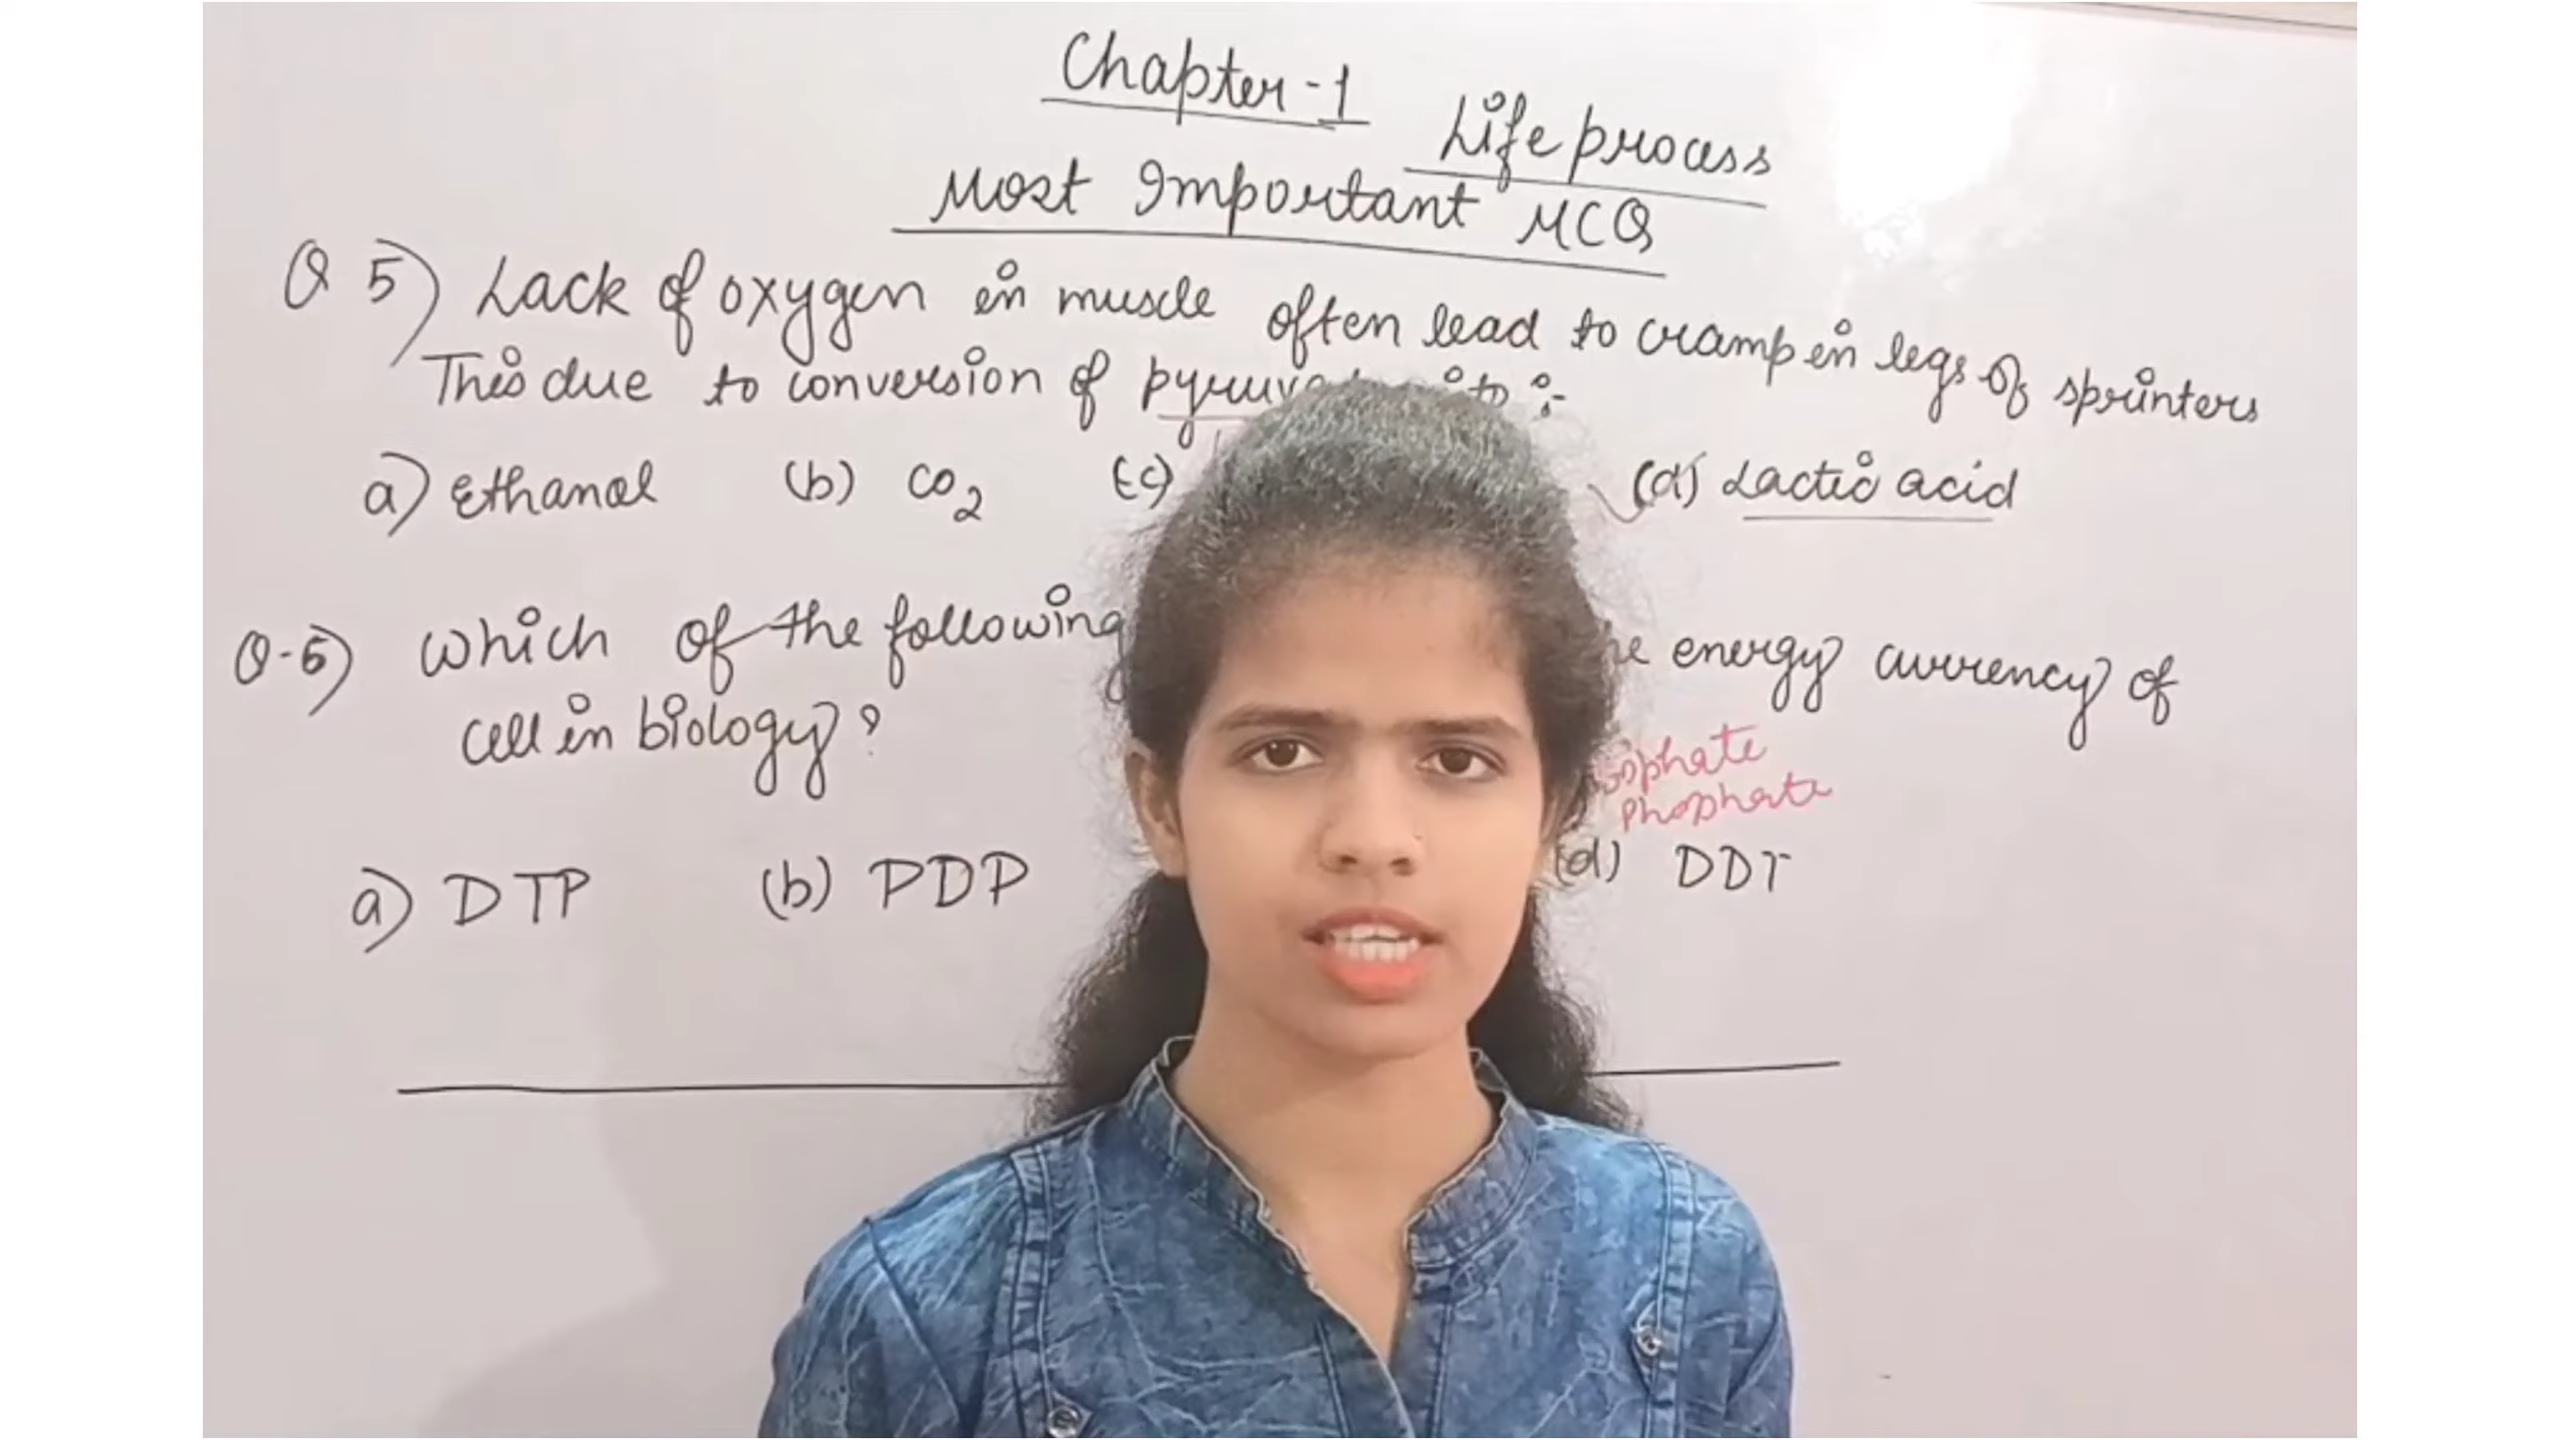 Chapter-1
Life process
Most Important MCQ
Q 5) Lack of oxygen in muscle often lead to cramp in legs of sprinters
This due to conversion of
a) Ethanol (b) CO2 (c) (d) Lactic acid
Q-6) Which of the following energy currency of
cell in biology?
Phosphate
a) DTP (b) PDP (d) DDT